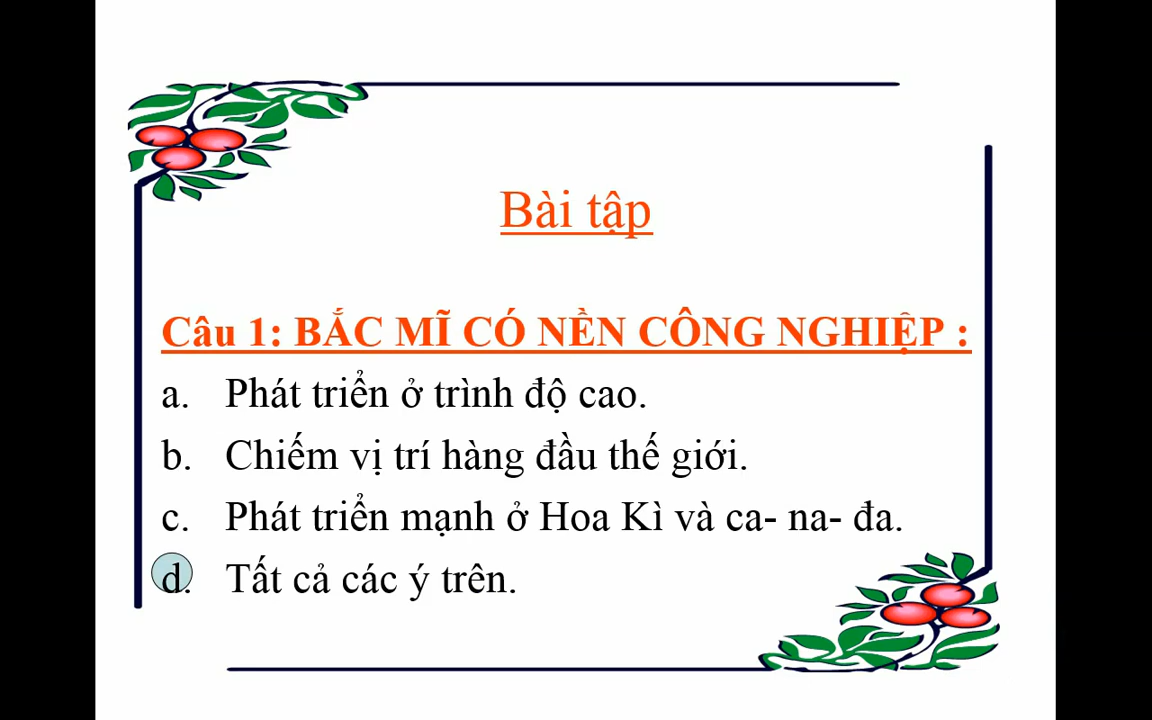 Bài tập
Câu 1: BẮC MĨ CÓ NỀN CÔNG NGHIỆP :
a. Phát triển ở trình độ cao.
b. Chiếm vị trí hàng đầu thế giới.
c. Phát triển mạnh ở Hoa Kì và ca- na- đa.
d. Tất cả các ý trên.